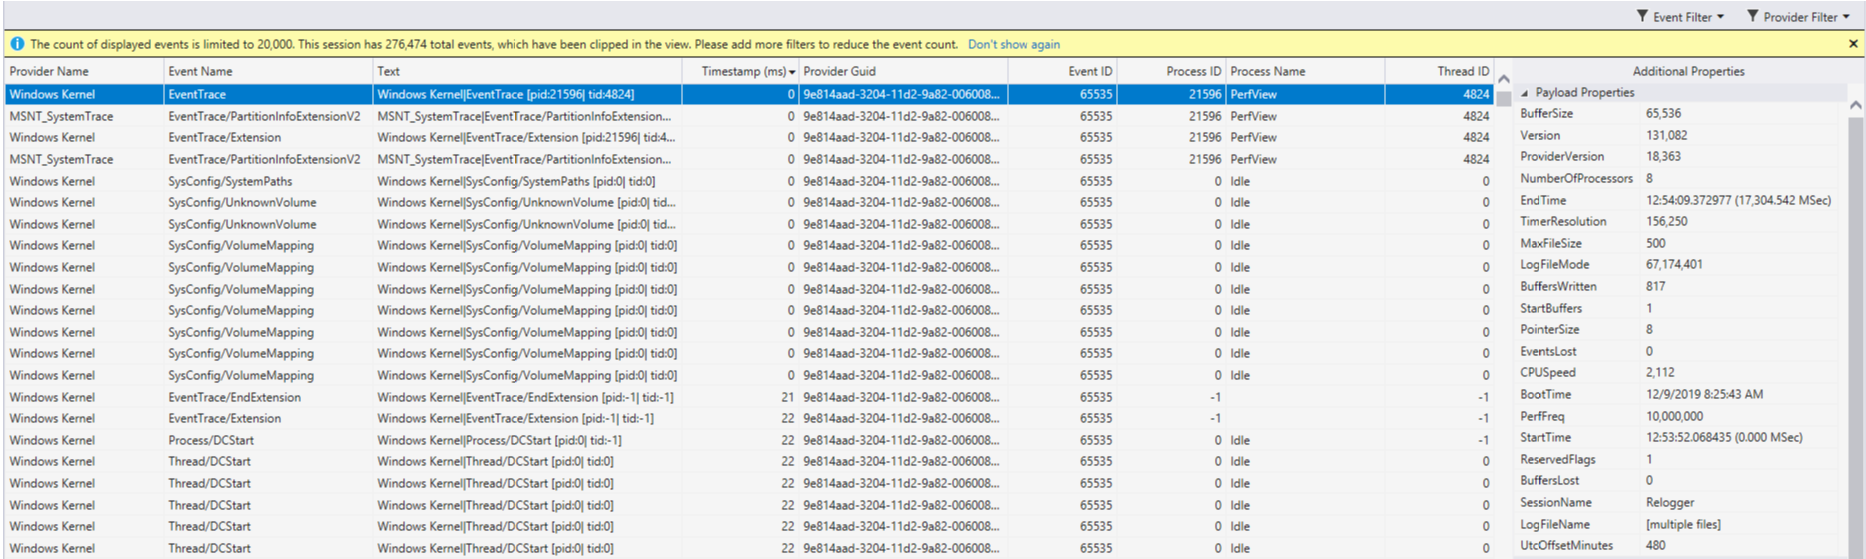 Event Filter Provider Filter
The count of displayed events is limited to 20,000. This session has 276,474 total events, which have been clipped in the view. Please add more filters to reduce the event count. Don't show again
Provider Name Event Name Text Timestamp (ms) Provider Guid Event ID Process ID Process Name Thread ID
Windows Kernel EventTrace Windows Kernel|EventTrace [pid:21596| tid:4824] 0 9e814aad-3204-11d2-9a82-006008... 65535 21596 PerfView 4824
MSNT_SystemTrace EventTrace/PartitionInfoExtensionV2 MSNT_SystemTrace|EventTrace/PartitionInfoExtension... 0 9e814aad-3204-11d2-9a82-006008... 65535 21596 PerfView 4824
Windows Kernel EventTrace/Extension Windows Kernel|EventTrace/Extension [pid:21596| tid:4... 0 9e814aad-3204-11d2-9a82-006008... 65535 21596 PerfView 4824
MSNT_SystemTrace EventTrace/PartitionInfoExtensionV2 MSNT_SystemTrace|EventTrace/PartitionInfoExtension... 0 9e814aad-3204-11d2-9a82-006008... 65535 21596 PerfView 4824
Windows Kernel SysConfig/SystemPaths Windows Kernel|SysConfig/SystemPaths [pid:0| tid:0] 0 9e814aad-3204-11d2-9a82-006008... 65535 0 Idle 0
Windows Kernel SysConfig/UnknownVolume Windows Kernel|SysConfig/UnknownVolume [pid:0| tid... 0 9e814aad-3204-11d2-9a82-006008... 65535 0 Idle 0
Windows Kernel SysConfig/UnknownVolume Windows Kernel|SysConfig/UnknownVolume [pid:0| tid... 0 9e814aad-3204-11d2-9a82-006008... 65535 0 Idle 0
Windows Kernel SysConfig/VolumeMapping Windows Kernel|SysConfig/VolumeMapping [pid:0| tid:0] 0 9e814aad-3204-11d2-9a82-006008... 65535 0 Idle 0
Windows Kernel SysConfig/VolumeMapping Windows Kernel|SysConfig/VolumeMapping [pid:0| tid:0] 0 9e814aad-3204-11d2-9a82-006008... 65535 0 Idle 0
Windows Kernel SysConfig/VolumeMapping Windows Kernel|SysConfig/VolumeMapping [pid:0| tid:0] 0 9e814aad-3204-11d2-9a82-006008... 65535 0 Idle 0
Windows Kernel SysConfig/VolumeMapping Windows Kernel|SysConfig/VolumeMapping [pid:0| tid:0] 0 9e814aad-3204-11d2-9a82-006008... 65535 0 Idle 0
Windows Kernel SysConfig/VolumeMapping Windows Kernel|SysConfig/VolumeMapping [pid:0| tid:0] 0 9e814aad-3204-11d2-9a82-006008... 65535 0 Idle 0
Windows Kernel SysConfig/VolumeMapping Windows Kernel|SysConfig/VolumeMapping [pid:0| tid:0] 0 9e814aad-3204-11d2-9a82-006008... 65535 0 Idle 0
Windows Kernel SysConfig/VolumeMapping Windows Kernel|SysConfig/VolumeMapping [pid:0| tid:0] 0 9e814aad-3204-11d2-9a82-006008... 65535 0 Idle 0
Windows Kernel EventTrace/EndExtension Windows Kernel|EventTrace/EndExtension [pid:-1| tid:-1] 21 9e814aad-3204-11d2-9a82-006008... 65535 -1 -1
Windows Kernel EventTrace/Extension Windows Kernel|EventTrace/Extension [pid:-1| tid:-1] 22 9e814aad-3204-11d2-9a82-006008... 65535 -1 -1
Windows Kernel Process/DCStart Windows Kernel|Process/DCStart [pid:0| tid:-1] 22 9e814aad-3204-11d2-9a82-006008... 65535 0 Idle -1
Windows Kernel Thread/DCStart Windows Kernel|Thread/DCStart [pid:0| tid:0] 22 9e814aad-3204-11d2-9a82-006008... 65535 0 Idle 0
Windows Kernel Thread/DCStart Windows Kernel|Thread/DCStart [pid:0| tid:0] 22 9e814aad-3204-11d2-9a82-006008... 65535 0 Idle 0
Windows Kernel Thread/DCStart Windows Kernel|Thread/DCStart [pid:0| tid:0] 22 9e814aad-3204-11d2-9a82-006008... 65535 0 Idle 0
Windows Kernel Thread/DCStart Windows Kernel|Thread/DCStart [pid:0| tid:0] 22 9e814aad-3204-11d2-9a82-006008... 65535 0 Idle 0
Windows Kernel Thread/DCStart Windows Kernel|Thread/DCStart [pid:0| tid:0] 22 9e814aad-3204-11d2-9a82-006008... 65535 0 Idle 0
Additional Properties
Payload Properties
BufferSize 65,536
Version 131,082
ProviderVersion 18,363
NumberOfProcessors 8
EndTime 12:54:09.372977 (17,304.542 MSec)
TimerResolution 156,250
MaxFileSize 500
LogFileMode 67,174,401
BuffersWritten 817
StartBuffers 1
PointerSize 8
EventsLost 0
CPUSpeed 2,112
BootTime 12/9/2019 8:25:43 AM
PerfFreq 10,000,000
StartTime 12:53:52.068435 (0.000 MSec)
ReservedFlags 1
BuffersLost 0
SessionName Relogger
LogFileName [multiple files]
UtcOffsetMinutes 480